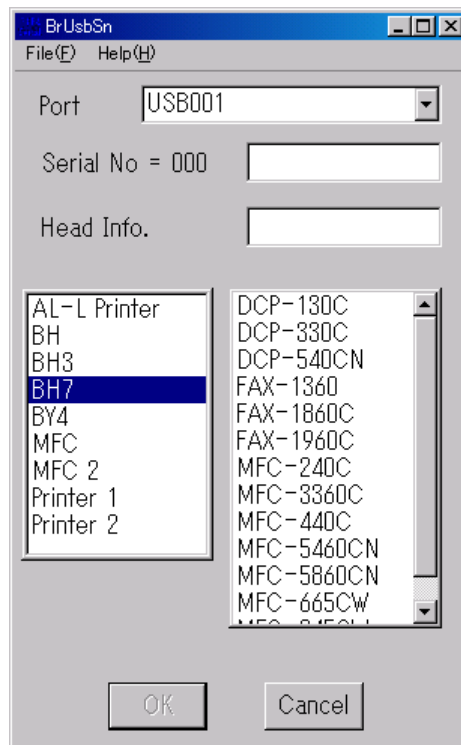 BrUsbSn
File(F) Help(H)
Port USB001
Serial No = 000
Head Info.
AL-L Printer
BH
BH3
BH7
BY4
MFC
MFC 2
Printer 1
Printer 2
DCP-130C
DCP-330C
DCP-540CN
FAX-1360
FAX-1860C
FAX-1960C
MFC-240C
MFC-3360C
MFC-440C
MFC-5460CN
MFC-5860CN
MFC-665CW
OK Cancel